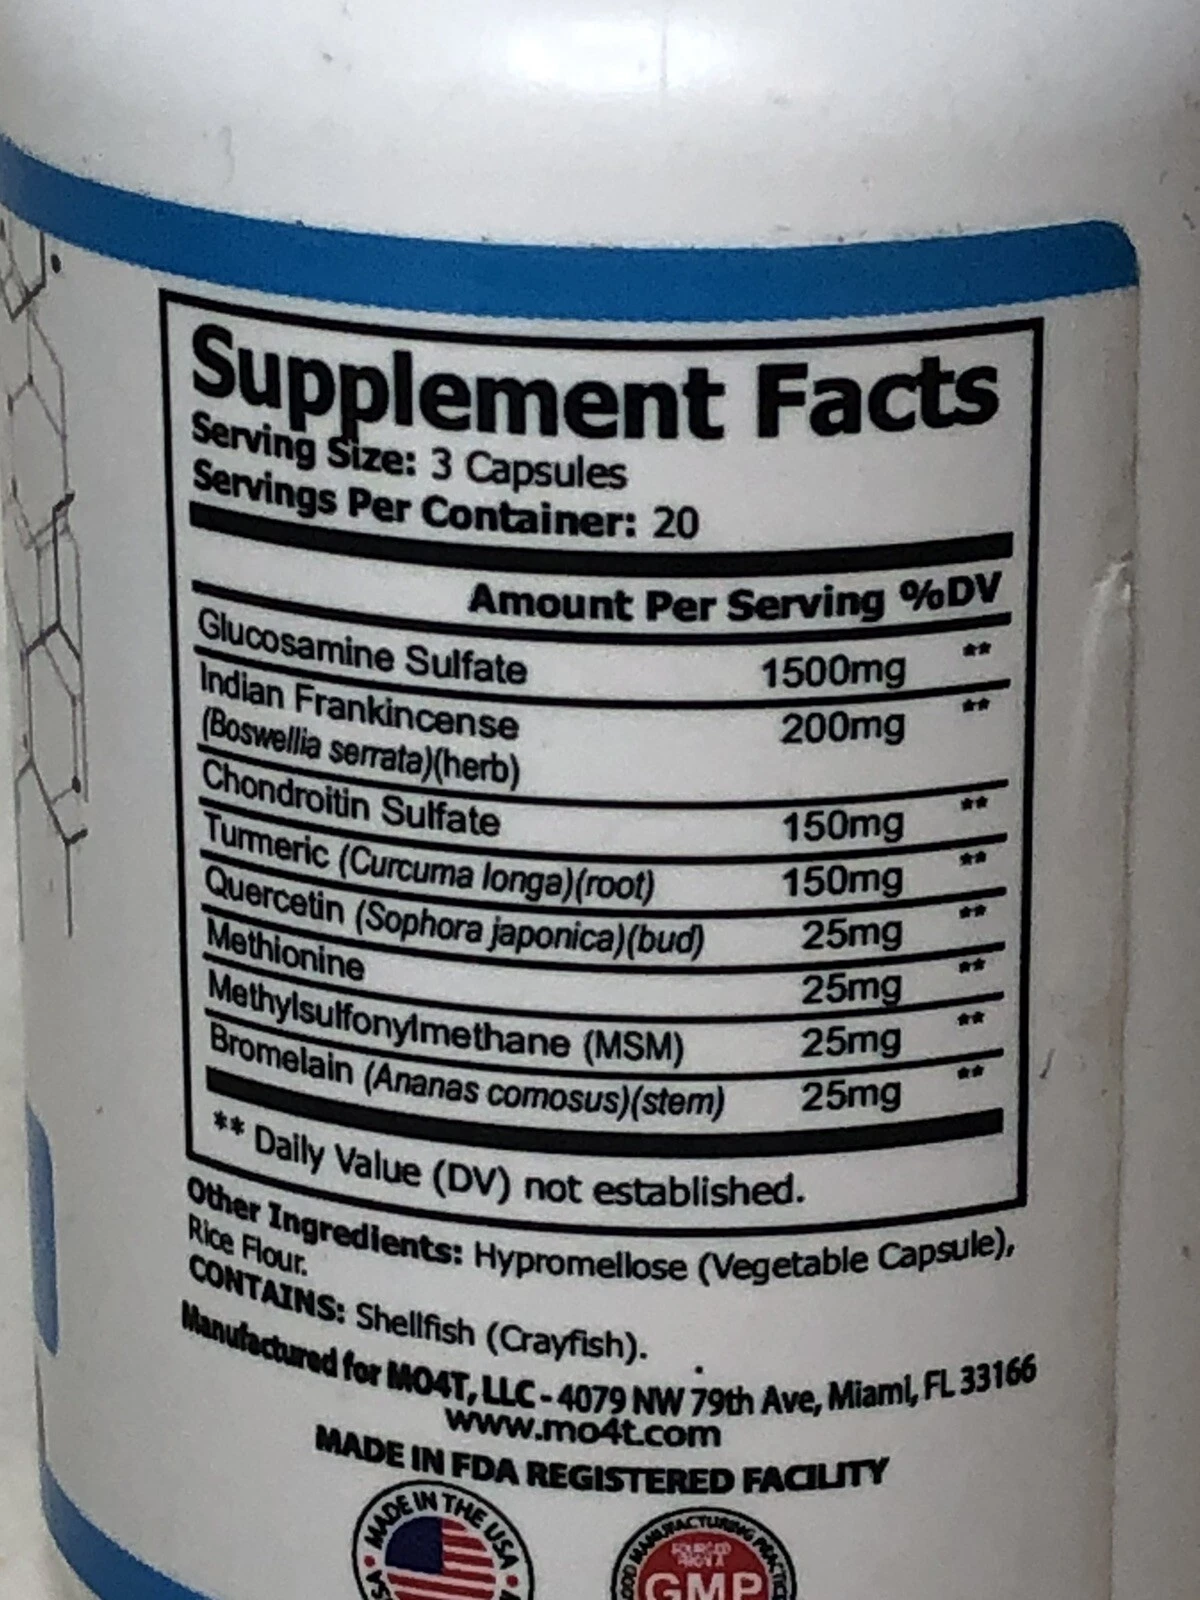 Supplement Facts
Serving Size: 3 Capsules
Servings Per Container: 20
Amount Per Serving %DV
Glucosamine Sulfate 1500mg **
Indian Frankincense 200mg **
(Boswellia serrata)(herb)
Chondroitin Sulfate 150mg **
Turmeric (Curcuma longa)(root) 150mg **
Quercetin (Sophora japonica)(bud) 25mg **
Methionine 25mg **
Methylsulfonylmethane (MSM) 25mg **
Bromelain (Ananas comosus)(stem) 25mg **
** Daily Value (DV) not established.
Other Ingredients: Hypromellose (Vegetable Capsule),
Rice Flour.
CONTAINS: Shellfish (Crayfish).
Manufactured for MO4T, LLC - 4079 NW 79th Ave, Miami, FL 33166
www.mo4t.com
MADE IN FDA REGISTERED FACILITY
MADE IN THE USA
MANUFACTURING PRACTICE
GMP